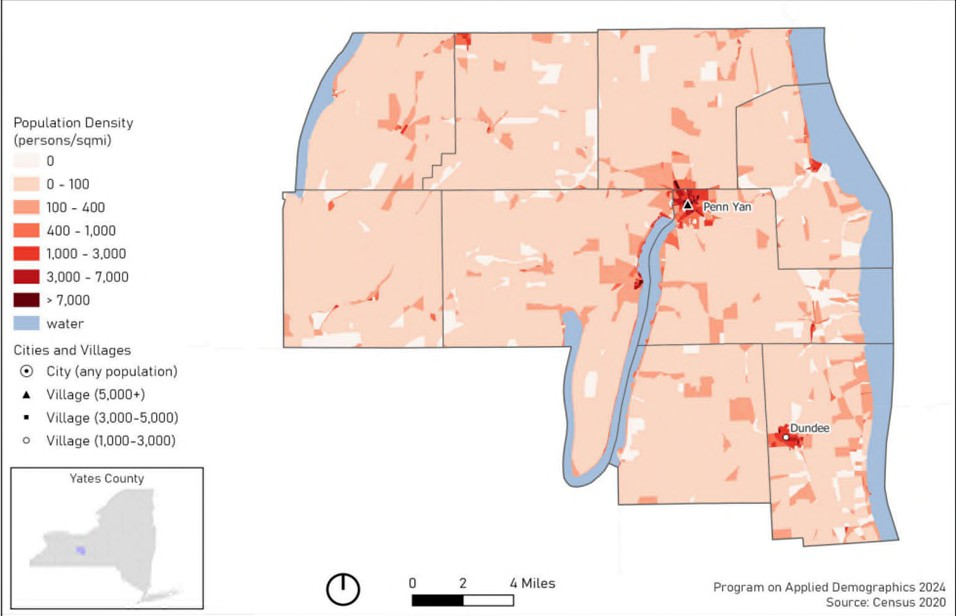 Population Density
(persons/sqmi)
0
0 - 100
100 - 400
400 - 1,000
1,000 - 3,000
3,000 - 7,000
> 7,000
water
Cities and Villages
City (any population)
Village (5,000+)
Village (3,000-5,000)
Village (1,000-3,000)
Yates County
Penn Yan
Dundee
0 2 4 Miles
Program on Applied Demographics 2024
Source: Census 2020